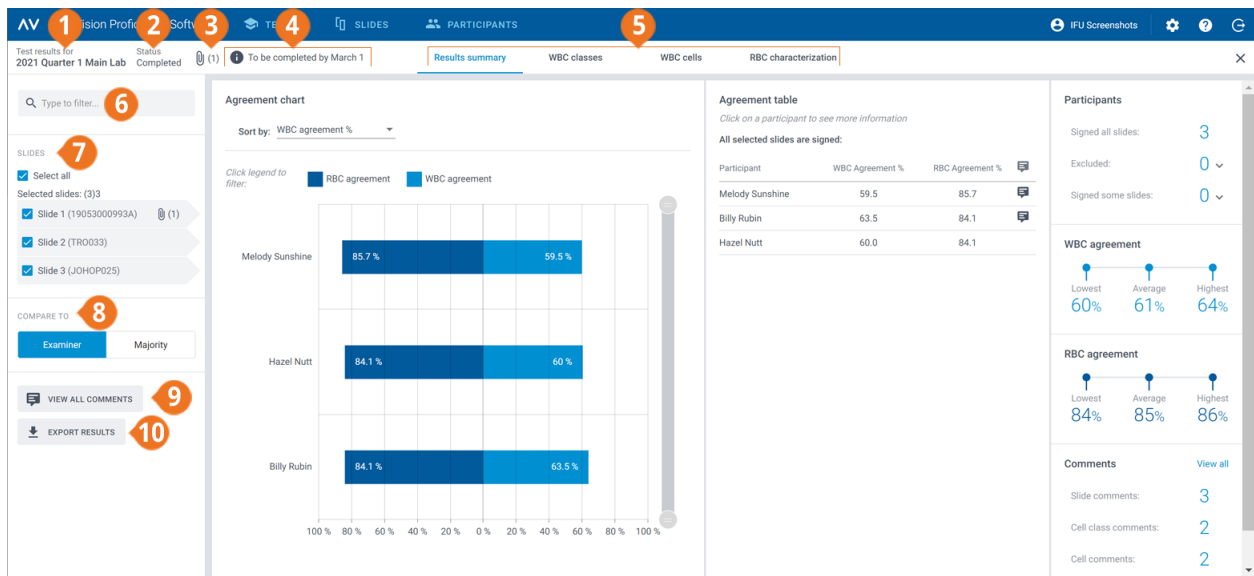 1
ision Profi
2
Soft
3
TE
4
SLIDES
PARTICIPANTS
5
IFU Screenshots
Test results for
2021 Quarter 1 Main Lab
Status
Completed
(1)
To be completed by March 1
Results summary
WBC classes
WBC cells
RBC characterization
Type to filter...
6
SLIDES
7
Select all
Selected slides: (3)3
Slide 1 (19053000993A) (1)
Slide 2 (TRO033)
Slide 3 (JOHOP025)
COMPARE TO
8
Examiner
Majority
VIEW ALL COMMENTS
9
EXPORT RESULTS
10
Agreement chart
Sort by: WBC agreement %
Click legend to
filter:
RBC agreement
WBC agreement
Melody Sunshine
85.7 %
59.5 %
Hazel Nutt
84.1 %
60 %
Billy Rubin
84.1 %
63.5 %
100 % 80 % 60 % 40 % 20 % 0 % 20 % 40 % 60 % 80 % 100 %
Agreement table
Click on a participant to see more information
All selected slides are signed:
Participant WBC Agreement % RBC Agreement %
Melody Sunshine 59.5 85.7
Billy Rubin 63.5 84.1
Hazel Nutt 60.0 84.1
Participants
Signed all slides: 3
Excluded: 0
Signed some slides: 0
WBC agreement
Lowest Average Highest
60% 61% 64%
RBC agreement
Lowest Average Highest
84% 85% 86%
Comments View all
Slide comments: 3
Cell class comments: 2
Cell comments: 2